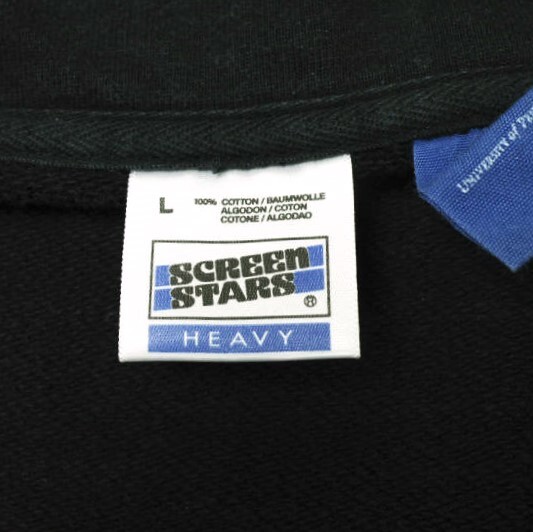 L 100% COTTON / BAUMWOLLE
ALGODON / COTON
COTONE / ALGODAO
SCREEN
STARS ®
HEAVY
UNIVERSITY of